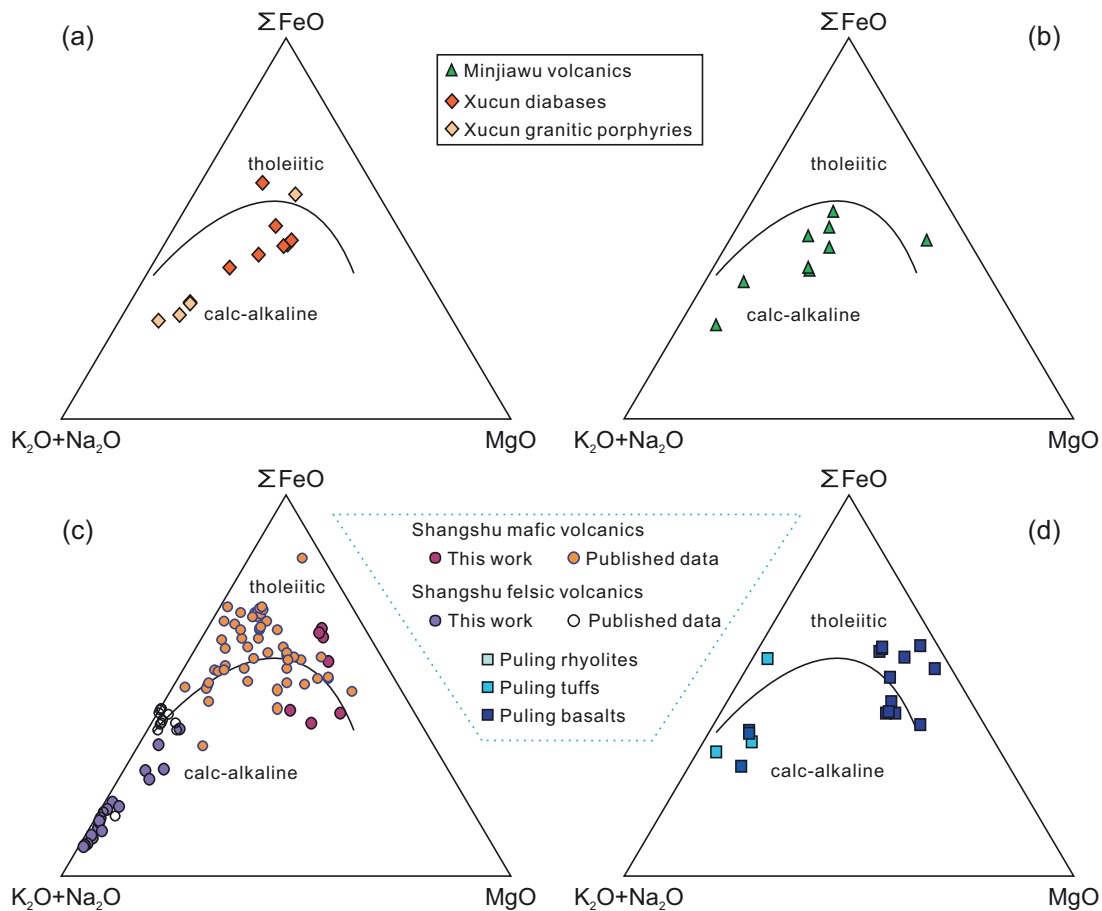 (a)
ΣFeO
tholeiitic
calc-alkaline
K₂O+Na₂O
MgO
Minjiawu volcanics
Xucun diabases
Xucun granitic porphyries
(b)
ΣFeO
tholeiitic
calc-alkaline
K₂O+Na₂O
MgO
(c)
ΣFeO
tholeiitic
calc-alkaline
K₂O+Na₂O
MgO
Shangshu mafic volcanics
This work Published data
Shangshu felsic volcanics
This work Published data
Puling rhyolites
Puling tuffs
Puling basalts
(d)
ΣFeO
tholeiitic
calc-alkaline
K₂O+Na₂O
MgO